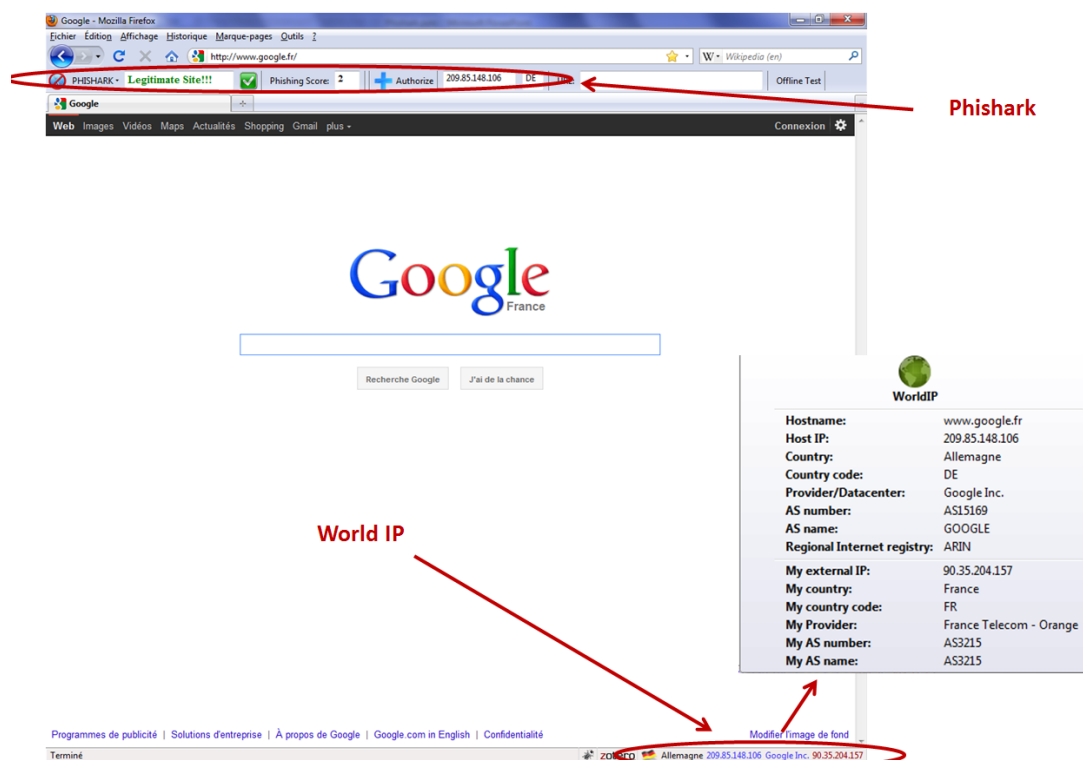 Google - Mozilla Firefox
Fichier Édition Affichage Historique Marque-pages Outils ?
http://www.google.fr/ W Wikipedia (en)
PHISHARK Legitimate Site!!! Phishing Score: 2 Authorize 209.85.148.106 DE Offline Test
Phishark
Google
Web Images Vidéos Maps Actualités Shopping Gmail plus Connexion
Google
France
Recherche Google J'ai de la chance
WorldIP
Hostname: www.google.fr
Host IP: 209.85.148.106
Country: Allemagne
Country code: DE
Provider/Datacenter: Google Inc.
AS number: AS15169
AS name: GOOGLE
Regional Internet registry: ARIN
My external IP: 90.35.204.157
My country: France
My country code: FR
My Provider: France Telecom - Orange
My AS number: AS3215
My AS name: AS3215
World IP
Programmes de publicité | Solutions d'entreprise | À propos de Google | Google.com in English | Confidentialité Modifier l'image de fond
Terminé zotero Allemagne 209.85.148.106 Google Inc. 90.35.204.157